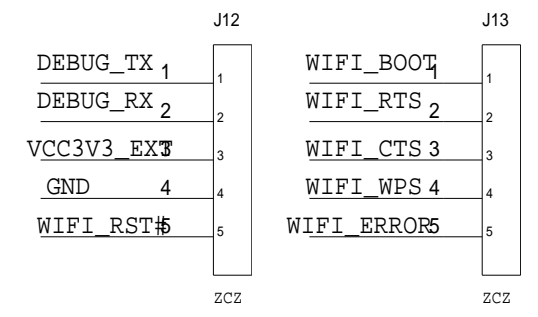 J12
DEBUG_TX 1 1
DEBUG_RX 2 2
VCC3V3_EXT 3 3
GND 4 4
WIFI_RST# 5 5
ZCZ
J13
WIFI_BOOT 1 1
WIFI_RTS 2 2
WIFI_CTS 3 3
WIFI_WPS 4 4
WIFI_ERROR 5 5
ZCZ